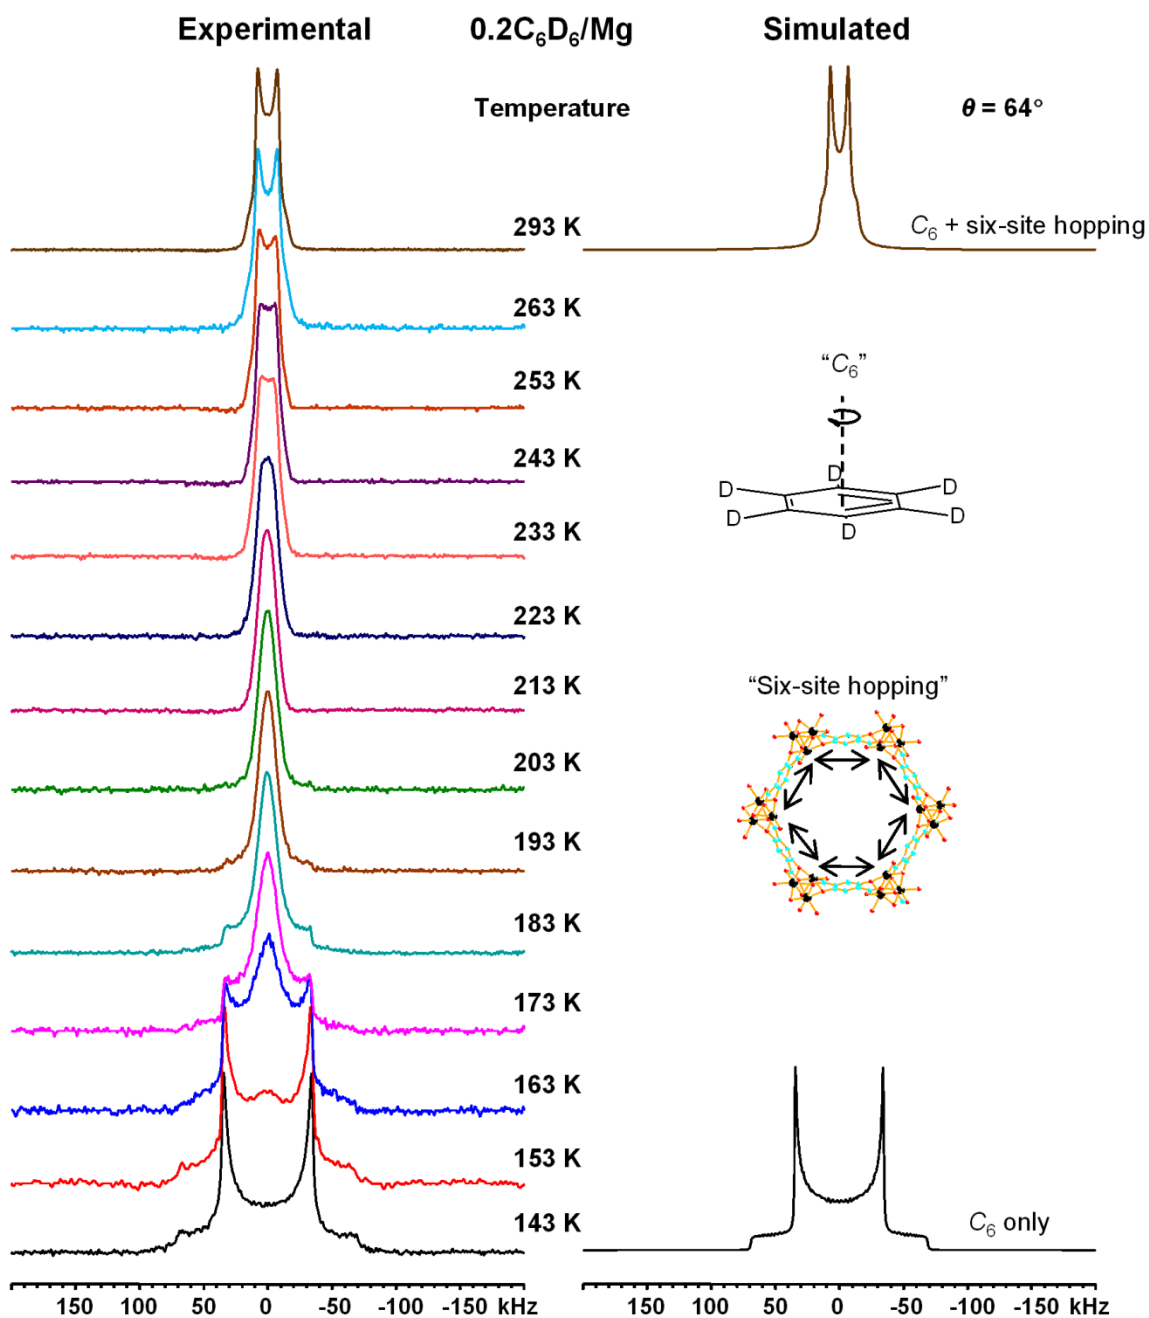 Experimental 0.2C₆D₆/Mg Simulated
Temperature θ = 64°
293 K
C₆ + six-site hopping
263 K
“C₆”
253 K
243 K
D D D D D D
233 K
223 K
“Six-site hopping”
213 K
203 K
193 K
183 K
173 K
163 K
153 K
143 K
C₆ only
150 100 50 0 -50 -100 -150 kHz
150 100 50 0 -50 -100 -150 kHz